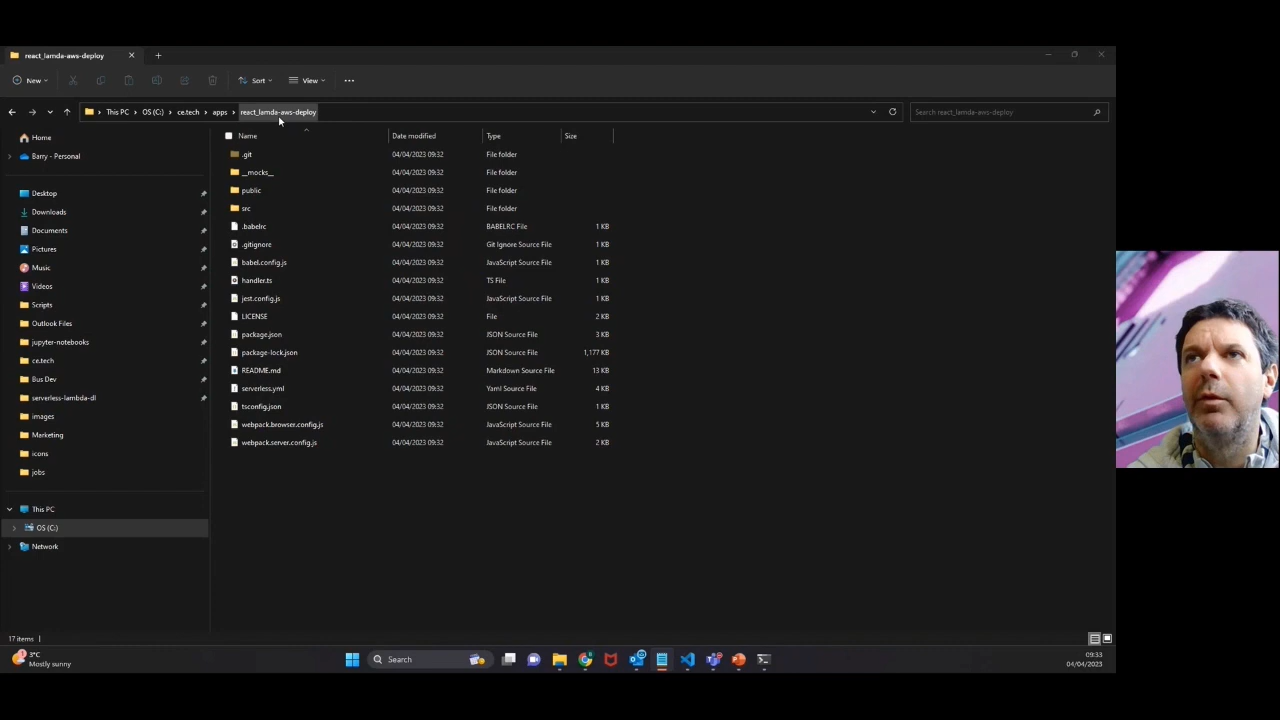 react_lamda-aws-deploy
New
Sort
View
This PC
OS (C:)
ce.tech
apps
react_lamda-aws-deploy
Search react_lamda-aws-deploy
Home
Barry - Personal
Desktop
Downloads
Documents
Pictures
Music
Videos
Scripts
Outlook Files
jupyter-notebooks
ce.tech
Bus Dev
serverless-lambda-dl
images
Marketing
icons
jobs
This PC
OS (C:)
Network
Name Date modified Type Size
.git 04/04/2023 09:32 File folder
__mocks__ 04/04/2023 09:32 File folder
public 04/04/2023 09:32 File folder
src 04/04/2023 09:32 File folder
.babelrc 04/04/2023 09:32 BABELRC File 1 KB
.gitignore 04/04/2023 09:32 Git Ignore Source File 1 KB
babel.config.js 04/04/2023 09:32 JavaScript Source File 1 KB
handler.ts 04/04/2023 09:32 TS File 1 KB
jest.config.js 04/04/2023 09:32 JavaScript Source File 1 KB
LICENSE 04/04/2023 09:32 File 2 KB
package.json 04/04/2023 09:32 JSON Source File 3 KB
package-lock.json 04/04/2023 09:32 JSON Source File 1,177 KB
README.md 04/04/2023 09:32 Markdown Source File 13 KB
serverless.yml 04/04/2023 09:32 Yaml Source File 4 KB
tsconfig.json 04/04/2023 09:32 JSON Source File 1 KB
webpack.browser.config.js 04/04/2023 09:32 JavaScript Source File 5 KB
webpack.server.config.js 04/04/2023 09:32 JavaScript Source File 2 KB
17 items
3°C
Mostly sunny
Search
09:33
04/04/2023